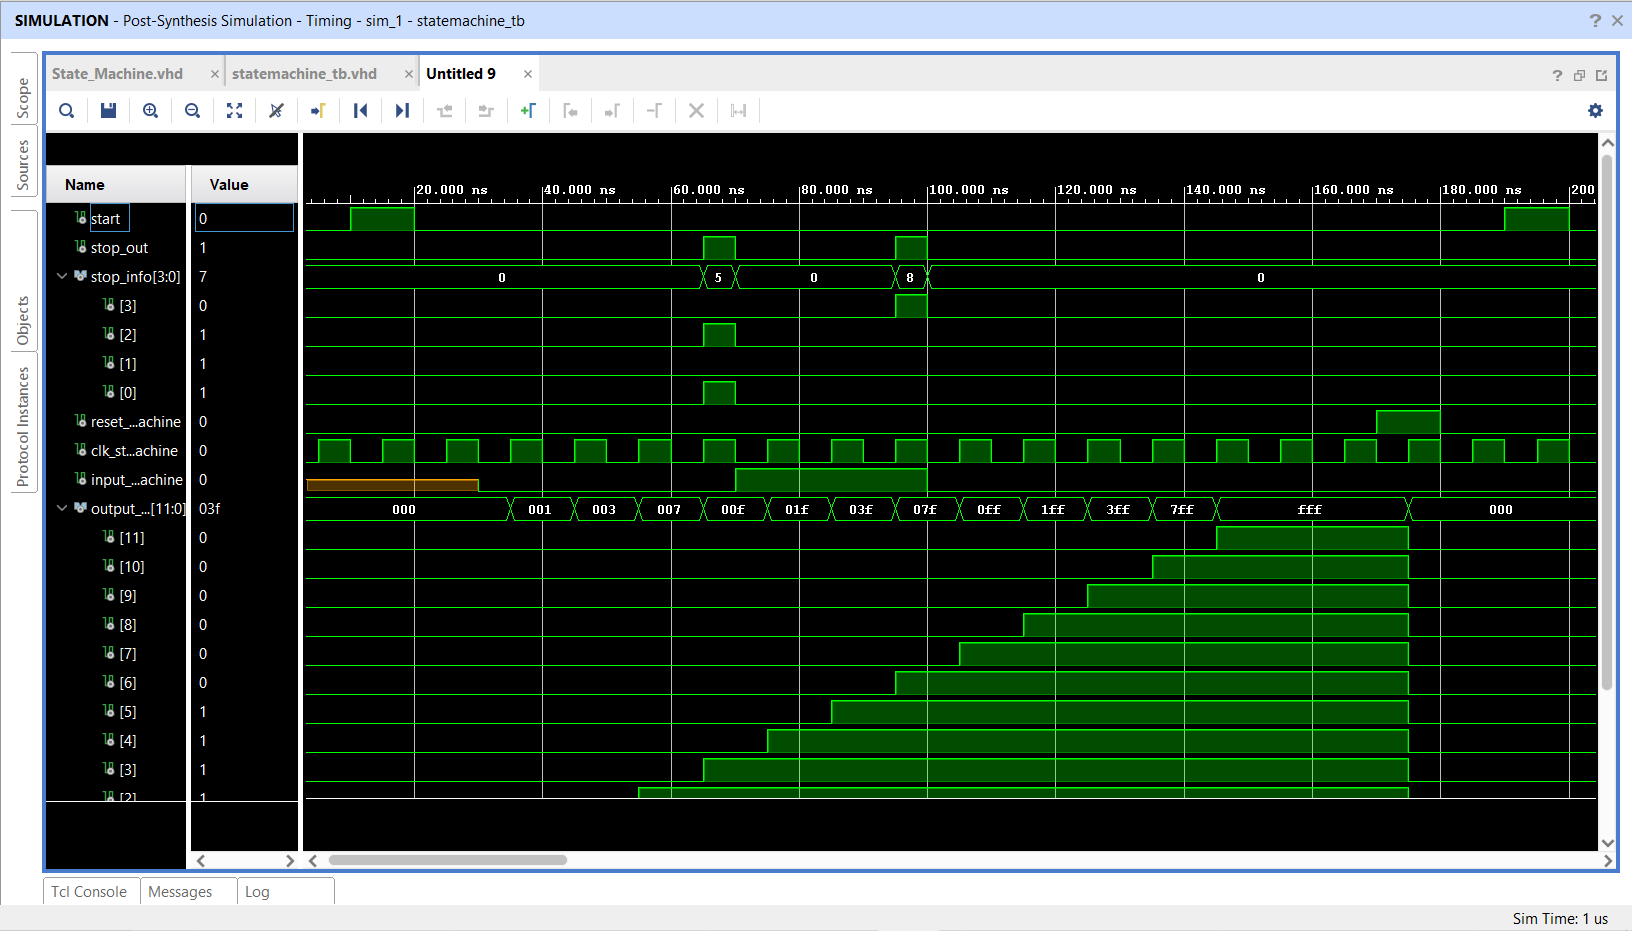 SIMULATION - Post-Synthesis Simulation - Timing - sim_1 - statemachine_tb
Scope
Sources
Objects
Protocol Instances
State_Machine.vhd
statemachine_tb.vhd
Untitled 9
Name
Value
20.000 ns
40.000 ns
60.000 ns
80.000 ns
100.000 ns
120.000 ns
140.000 ns
160.000 ns
180.000 ns
200
start 0
stop_out 1
stop_info[3:0] 7 0 5 0 8 0
[3] 0
[2] 1
[1] 1
[0] 1
reset_...achine 0
clk_st...achine 0
input_...achine 0
output_...[11:0] 03f 000 001 003 007 00f 01f 03f 07f 0ff 1ff 3ff 7ff fff 000
[11] 0
[10] 0
[9] 0
[8] 0
[7] 0
[6] 0
[5] 1
[4] 1
[3] 1
[2] 1
Tcl Console
Messages
Log
Sim Time: 1 us